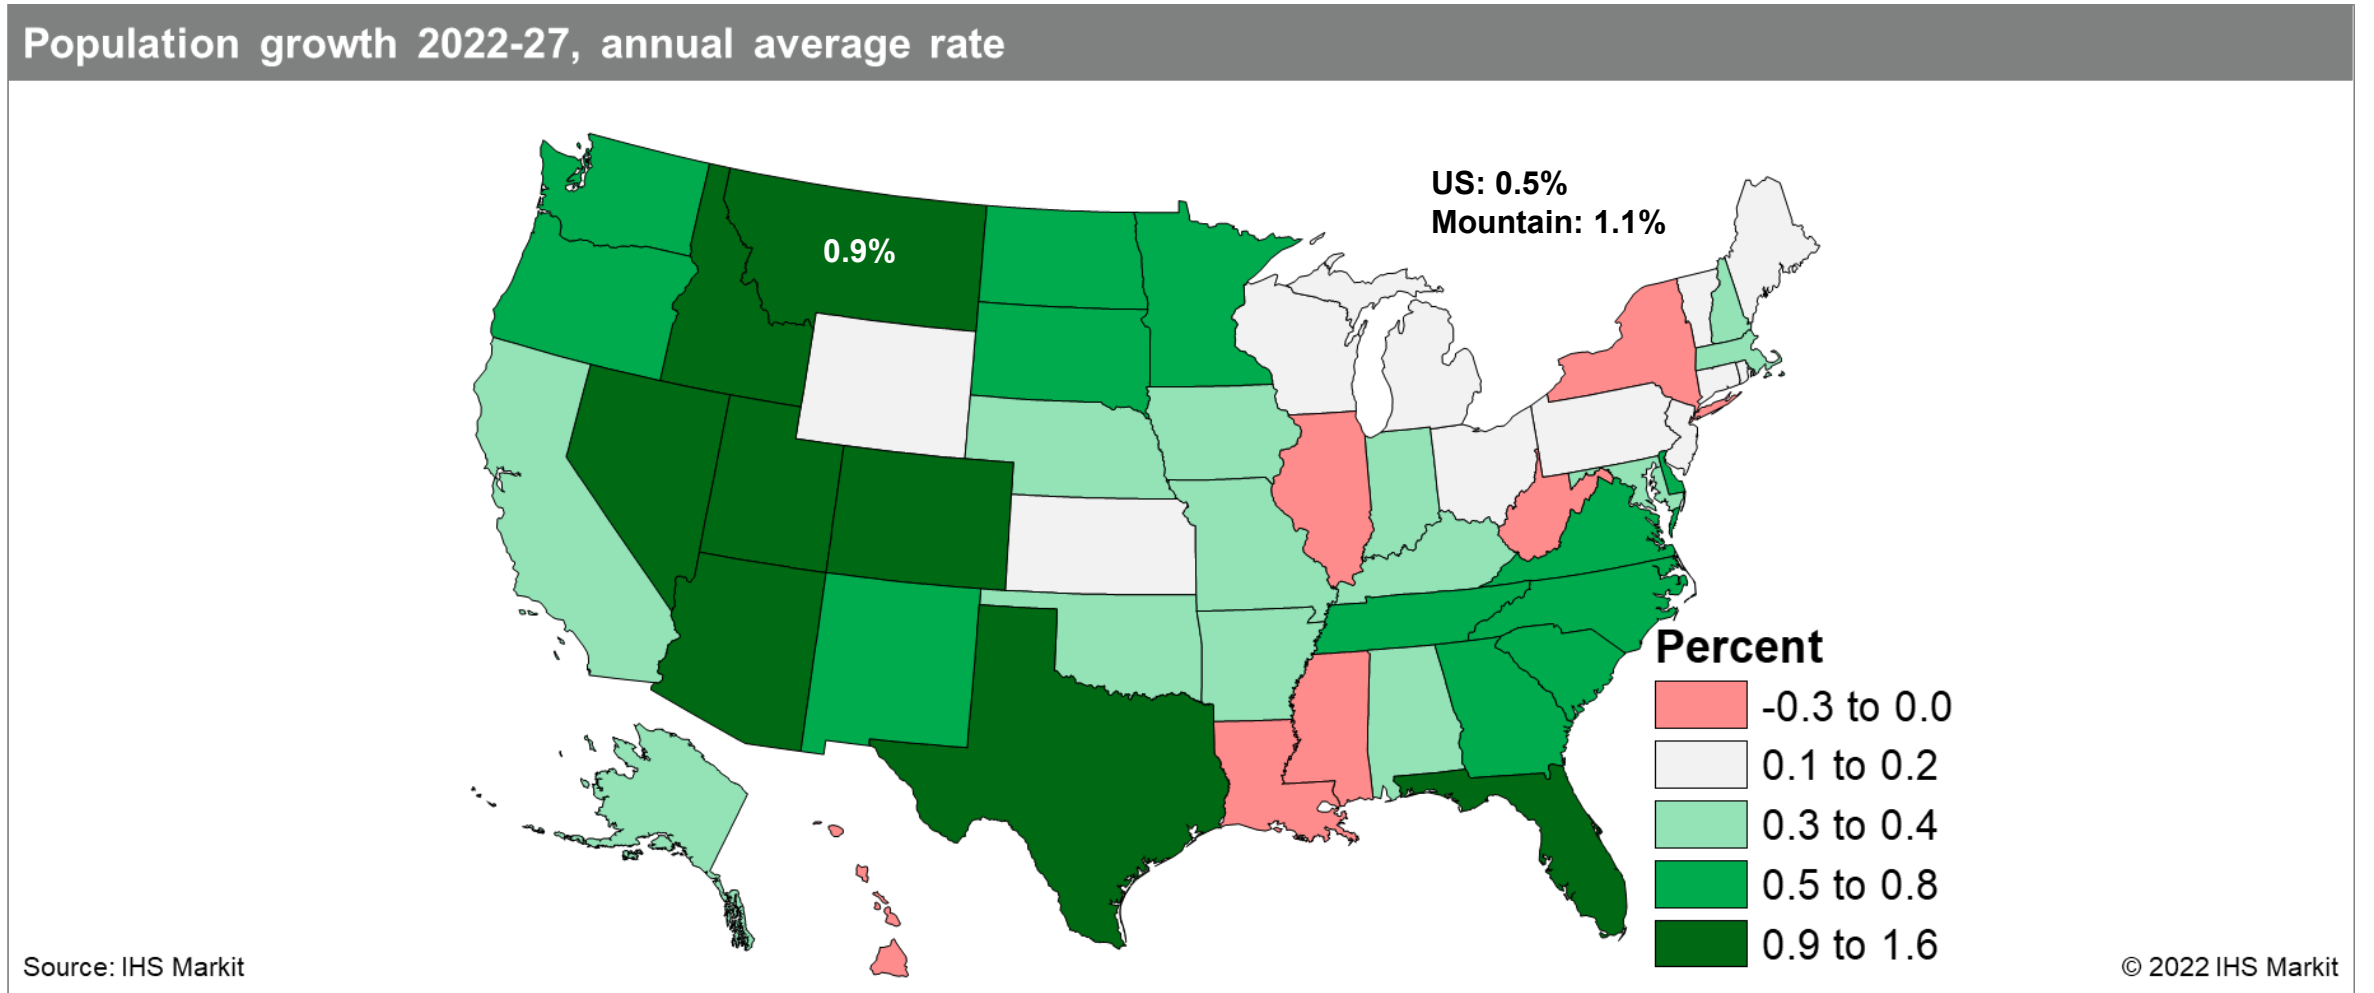 Population growth 2022-27, annual average rate
US: 0.5%
Mountain: 1.1%
0.9%
Percent
-0.3 to 0.0
0.1 to 0.2
0.3 to 0.4
0.5 to 0.8
0.9 to 1.6
Source: IHS Markit
© 2022 IHS Markit